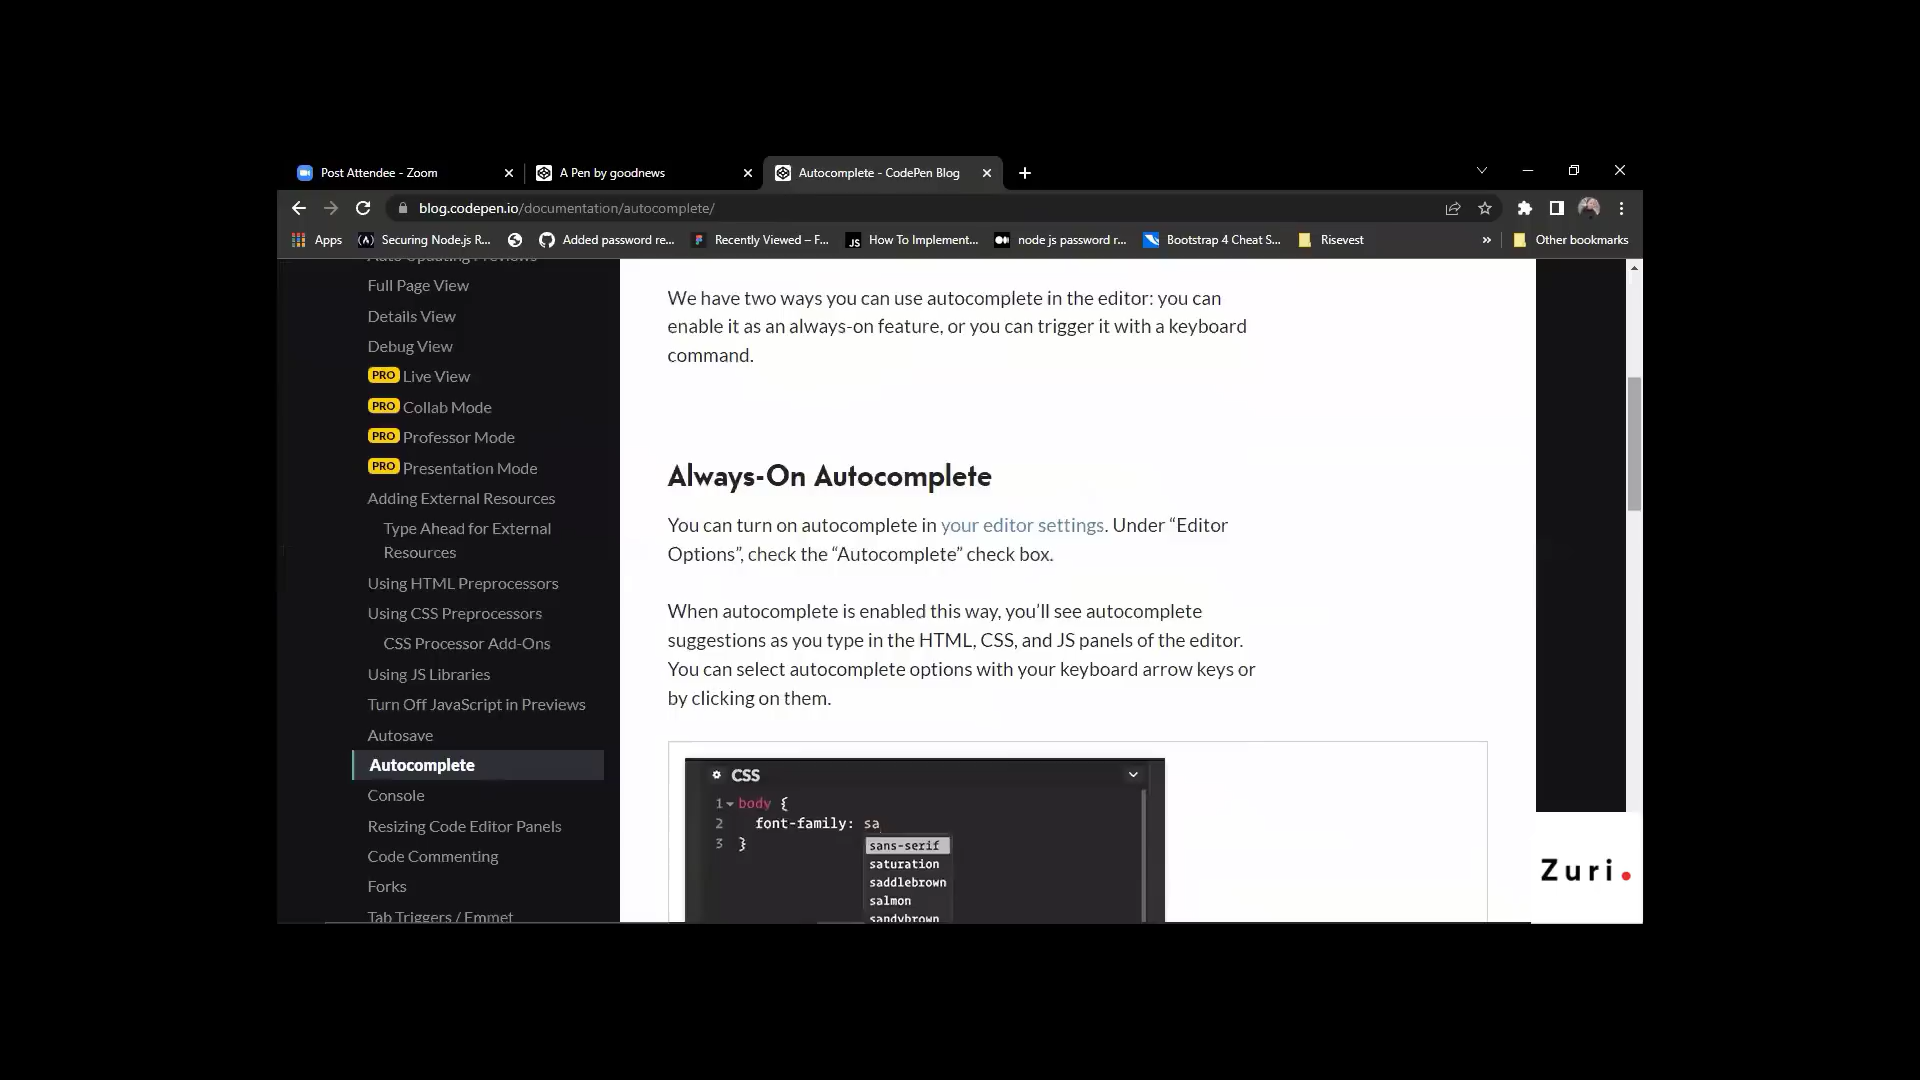 Post Attendee - Zoom
A Pen by goodnews
Autocomplete - CodePen Blog
blog.codepen.io/documentation/autocomplete/
Apps
Securing Node.js R...
Added password re...
Recently Viewed – F...
How To Implement...
node js password r...
Bootstrap 4 Cheat S...
Risevest
»
Other bookmarks
Auto Updating Previews
Full Page View
Details View
Debug View
PRO Live View
PRO Collab Mode
PRO Professor Mode
PRO Presentation Mode
Adding External Resources
Type Ahead for External
Resources
Using HTML Preprocessors
Using CSS Preprocessors
CSS Processor Add-Ons
Using JS Libraries
Turn Off JavaScript in Previews
Autosave
Autocomplete
Console
Resizing Code Editor Panels
Code Commenting
Forks
Tab Triggers / Emmet
We have two ways you can use autocomplete in the editor: you can
enable it as an always-on feature, or you can trigger it with a keyboard
command.
Always-On Autocomplete
You can turn on autocomplete in your editor settings. Under “Editor
Options”, check the “Autocomplete” check box.
When autocomplete is enabled this way, you’ll see autocomplete
suggestions as you type in the HTML, CSS, and JS panels of the editor.
You can select autocomplete options with your keyboard arrow keys or
by clicking on them.
CSS
1 body {
2 font-family: sa
3 }
sans-serif
saturation
saddlebrown
salmon
sandybrown
Zuri.